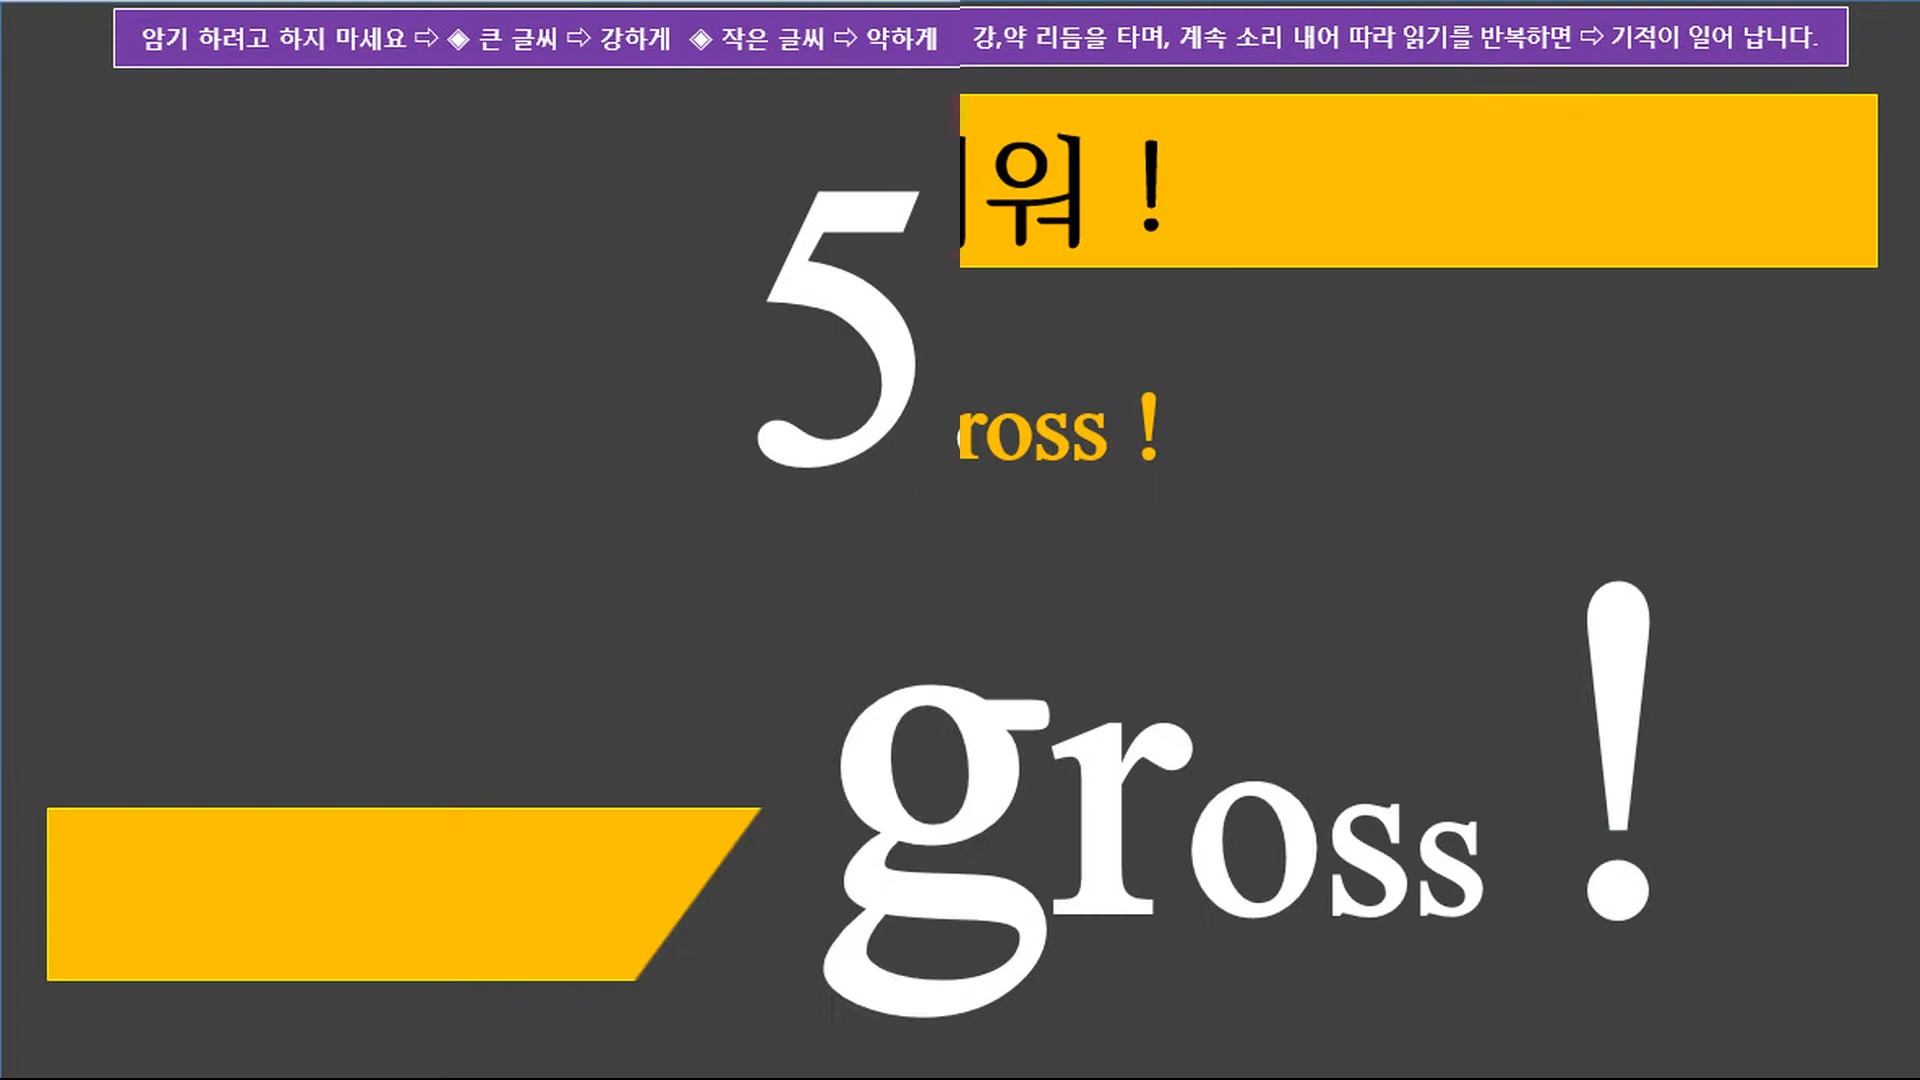 암기 하려고 하지 마세요 ⇨ ◈ 큰 글씨 ⇨ 강하게 ◈ 작은 글씨 ⇨ 약하게 강,약 리듬을 타며, 계속 소리 내어 따라 읽기를 반복하면 ⇨ 기적이 일어 납니다.
워 !
5
ross !
gross !